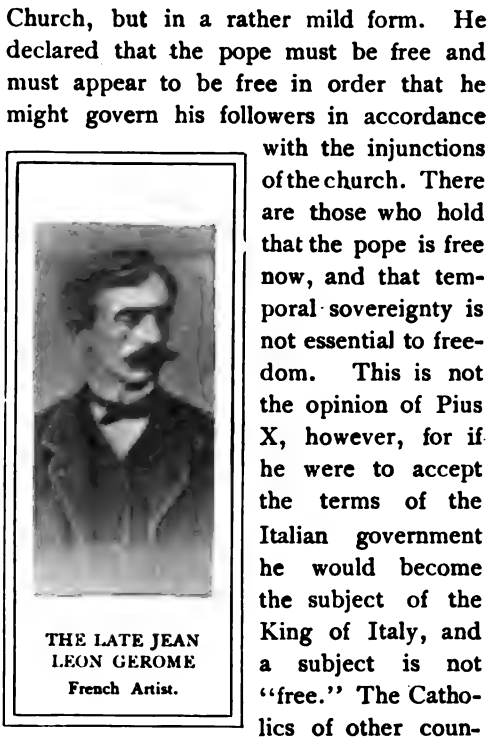 Church, but in a rather mild form. He
declared that the pope must be free and
must appear to be free in order that he
might govern his followers in accordance
with the injunctions
of the church. There
are those who hold
that the pope is free
now, and that tem-
poral sovereignty is
not essential to free-
dom. This is not
the opinion of Pius
X, however, for if
he were to accept
the terms of the
Italian government
he would become
the subject of the
King of Italy, and
a subject is not
“free.” The Catho-
lics of other coun-
THE LATE JEAN
LEON GEROME
French Artist.